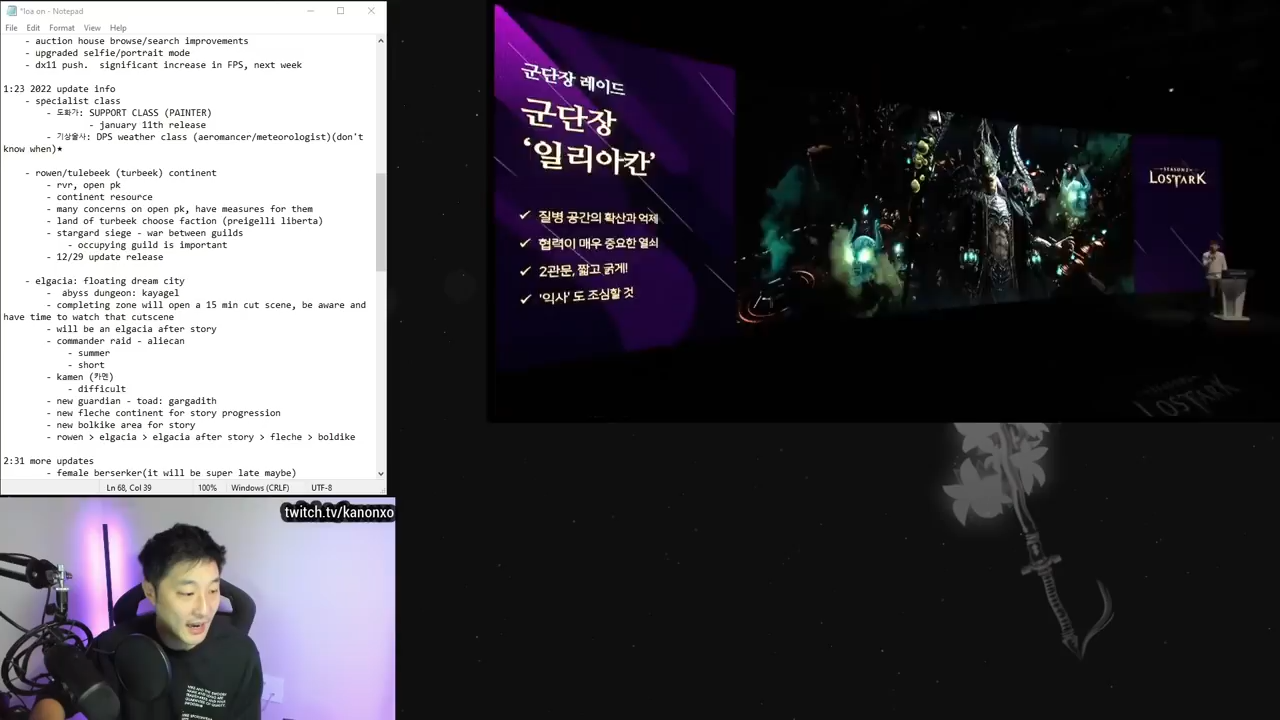 *loa on - Notepad
File Edit Format View Help
- auction house browse/search improvements
- upgraded selfie/portrait mode
- dx11 push. significant increase in FPS, next week
1:23 2022 update info
- specialist class
- 도화가: SUPPORT CLASS (PAINTER)
- january 11th release
- 기상술사: DPS weather class (aeromancer/meteorologist)(don't
know when)★
- rowen/tulebeek (turbeek) continent
- rvr, open pk
- continent resource
- many concerns on open pk, have measures for them
- land of turbeek choose faction (preigelli liberta)
- stargard siege - war between guilds
- occupying guild is important
- 12/29 update release
- elgacia: floating dream city
- abyss dungeon: kayagel
- completing zone will open a 15 min cut scene, be aware and
have time to watch that cutscene
- will be an elgacia after story
- commander raid - aliecan
- summer
- short
- kamen (카멘)
- difficult
- new guardian - toad: gargadith
- new fleche continent for story progression
- new bolkike area for story
- rowen > elgacia > elgacia after story > fleche > boldike
2:31 more updates
- female berserker(it will be super late maybe)
Ln 68, Col 39 100% Windows (CRLF) UTF-8
twitch.tv/kanonxo
군단장 레이드
군단장
'일리아칸'
✓ 질병 공간의 확산과 억제
✓ 협력이 매우 중요한 열쇠
✓ 2관문, 짧고 굵게!
✓ '익사' 도 조심할 것
LOSTARK
LOSTARK